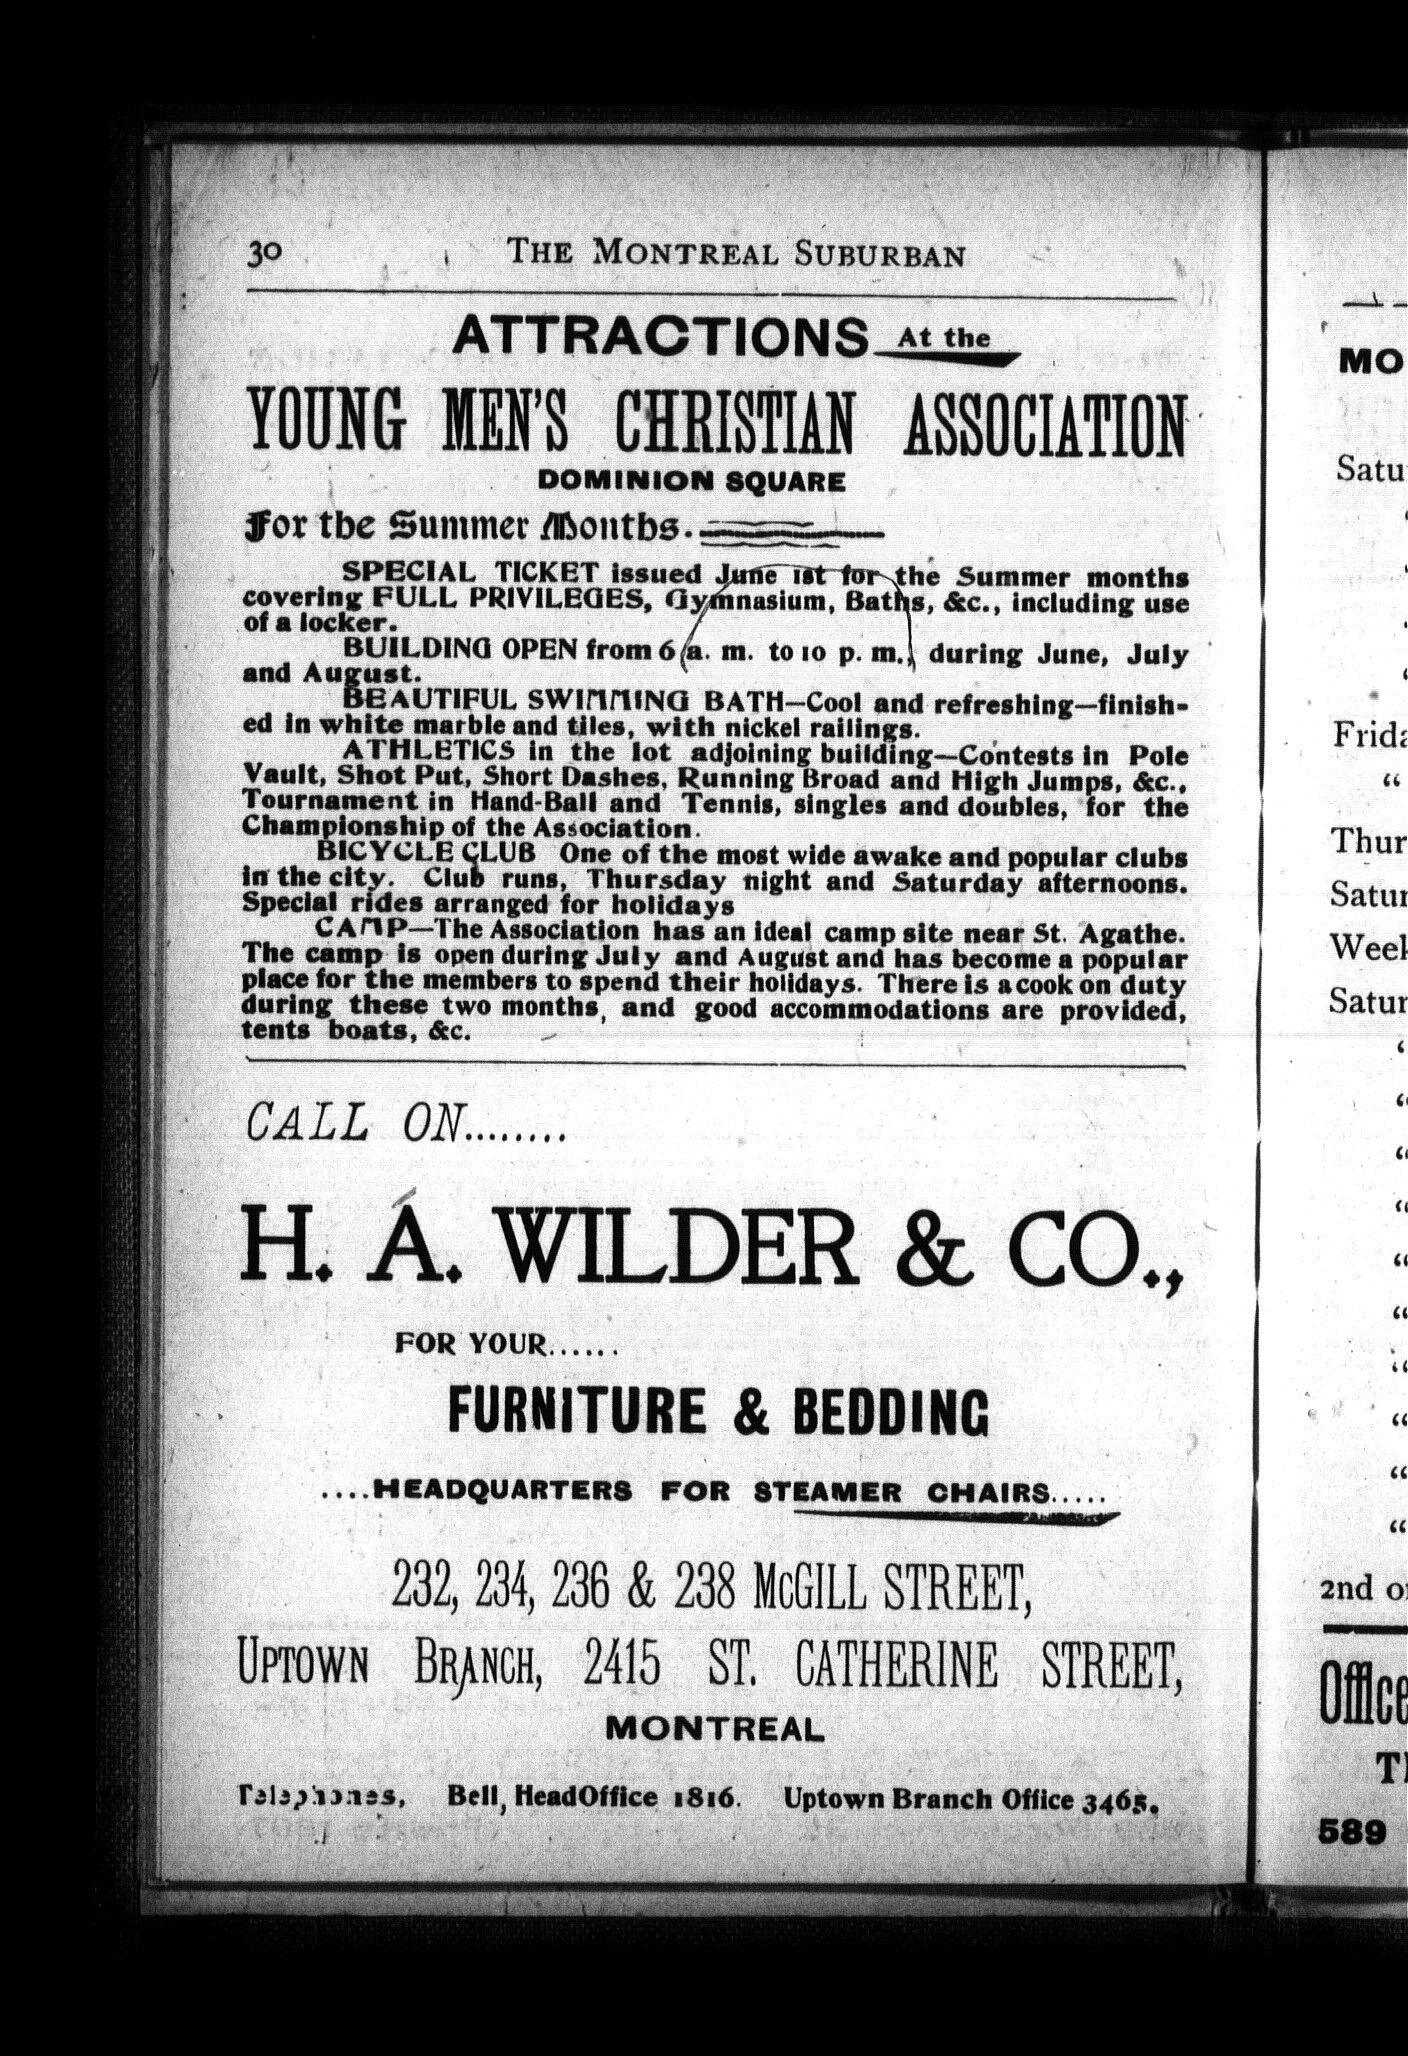 30 THE MONTREAL SUBURBAN
ATTRACTIONS At the
YOUNG MEN'S CHRISTIAN ASSOCIATION
DOMINION SQUARE
For the Summer Months.
SPECIAL TICKET issued June 1st for the Summer months
covering FULL PRIVILEGES, Gymnasium, Baths, &c., including use
of a locker.
BUILDING OPEN from 6 a. m. to 10 p. m., during June, July
and August.
BEAUTIFUL SWIMMING BATH—Cool and refreshing—finish-
ed in white marble and tiles, with nickel railings.
ATHLETICS in the lot adjoining building—Contests in Pole
Vault, Shot Put, Short Dashes, Running Broad and High Jumps, &c.,
Tournament in Hand-Ball and Tennis, singles and doubles, for the
Championship of the Association.
BICYCLE CLUB One of the most wide awake and popular clubs
in the city. Club runs, Thursday night and Saturday afternoons.
Special rides arranged for holidays
CAMP—The Association has an ideal camp site near St. Agathe.
The camp is open during July and August and has become a popular
place for the members to spend their holidays. There is a cook on duty
during these two months, and good accommodations are provided,
tents boats, &c.
CALL ON........
H. A. WILDER & CO.,
FOR YOUR......
FURNITURE & BEDDING
....HEADQUARTERS FOR STEAMER CHAIRS.....
232, 234, 236 & 238 McGILL STREET,
UPTOWN BRANCH, 2415 ST. CATHERINE STREET,
MONTREAL
Telephones, Bell, Head Office 1816. Uptown Branch Office 3465.
MO
Satu
Frida
"
Thur
Satur
Week
Satur
"
"
"
"
"
"
"
"
"
"
2nd o
Office
Th
589